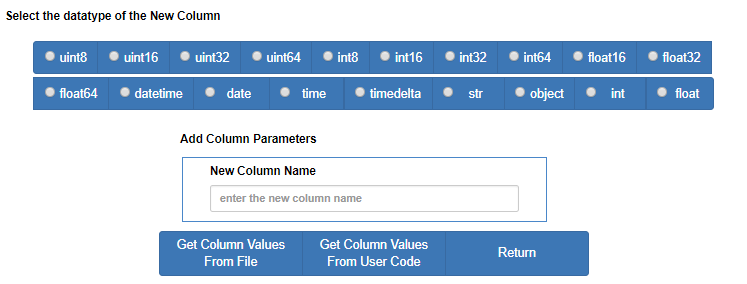 Select the datatype of the New Column
uint8 uint16 uint32 uint64 int8 int16 int32 int64 float16 float32
float64 datetime date time timedelta str object int float
Add Column Parameters
New Column Name
enter the new column name
Get Column Values From File
Get Column Values From User Code
Return